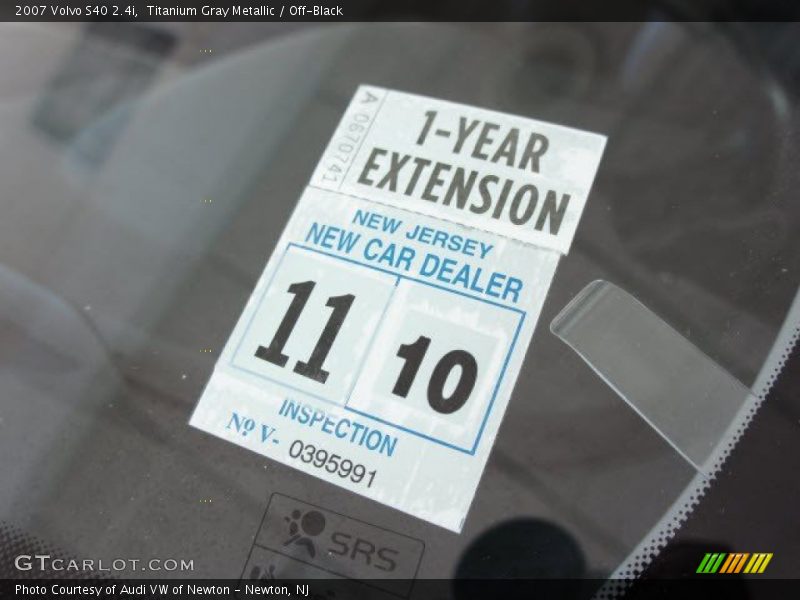 2007 Volvo S40 2.4i,  Titanium Gray Metallic / Off-Black
A 0670741
1-YEAR
EXTENSION
NEW JERSEY
NEW CAR DEALER
11 10
INSPECTION
Nº V- 0395991
SRS
GTCARLOT.COM
Photo Courtesy of Audi VW of Newton - Newton, NJ